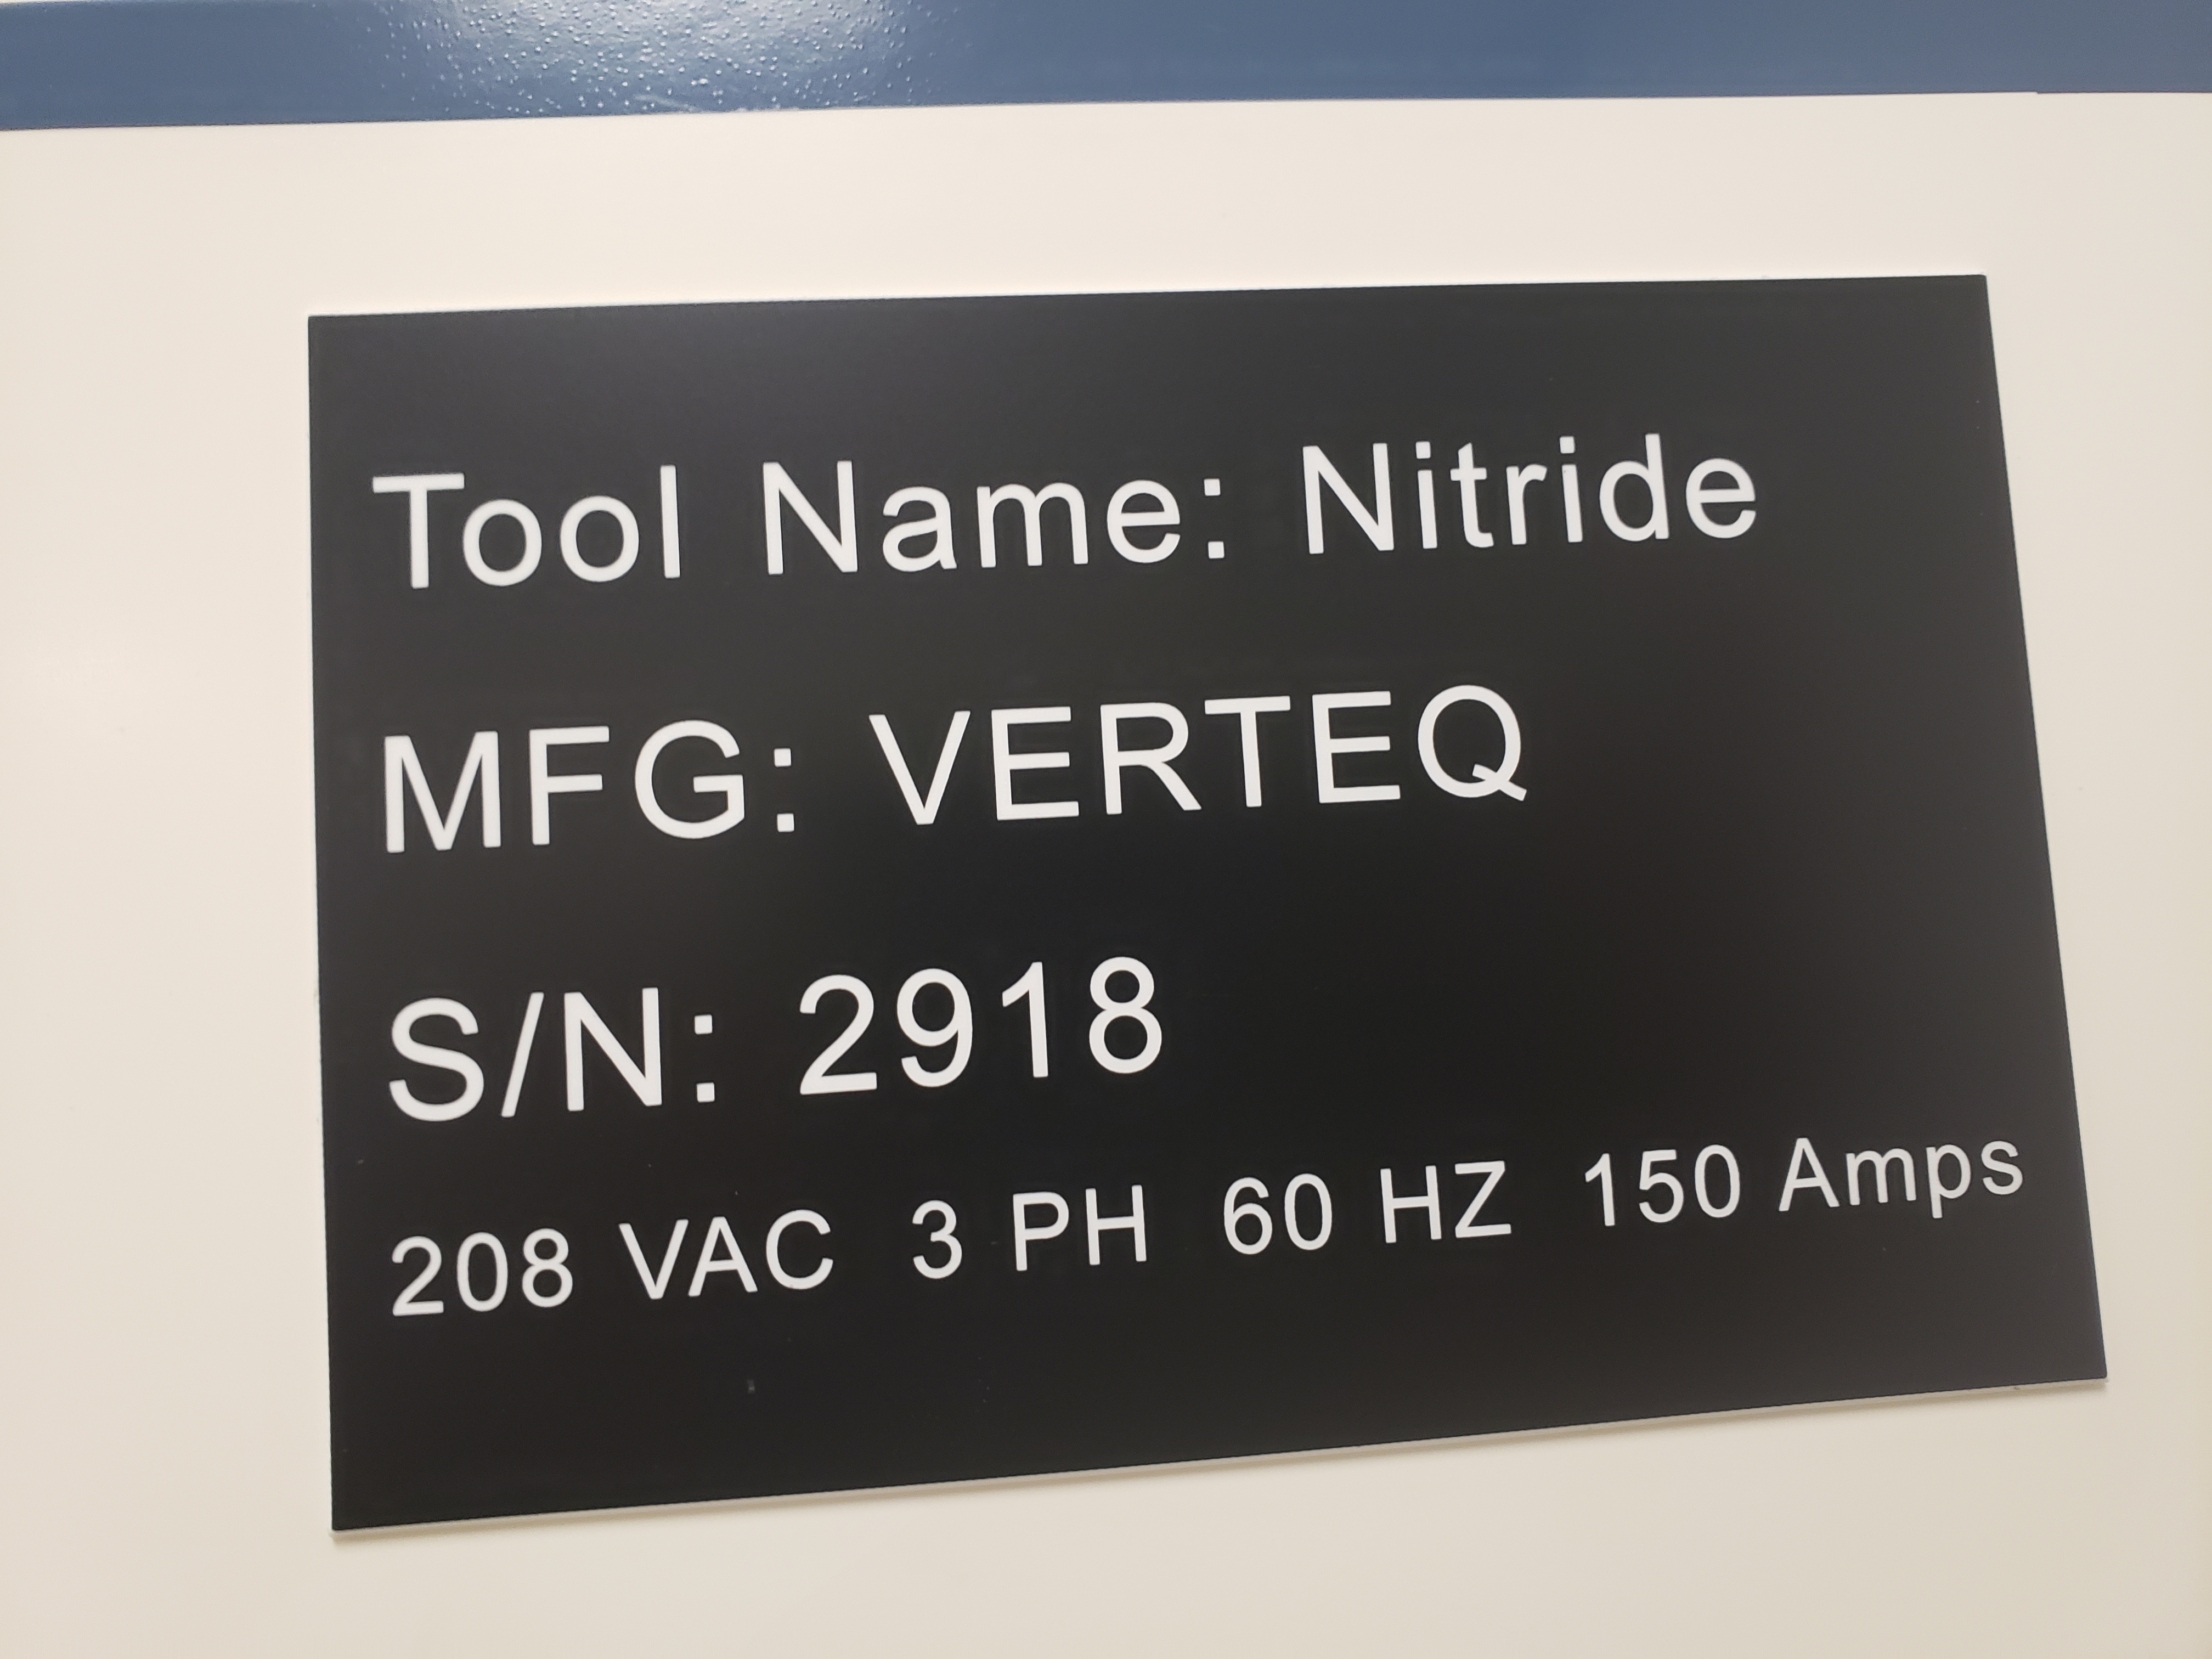 Tool Name: Nitride
MFG: VERTEQ
S/N: 2918
208 VAC 3 PH 60 HZ 150 Amps